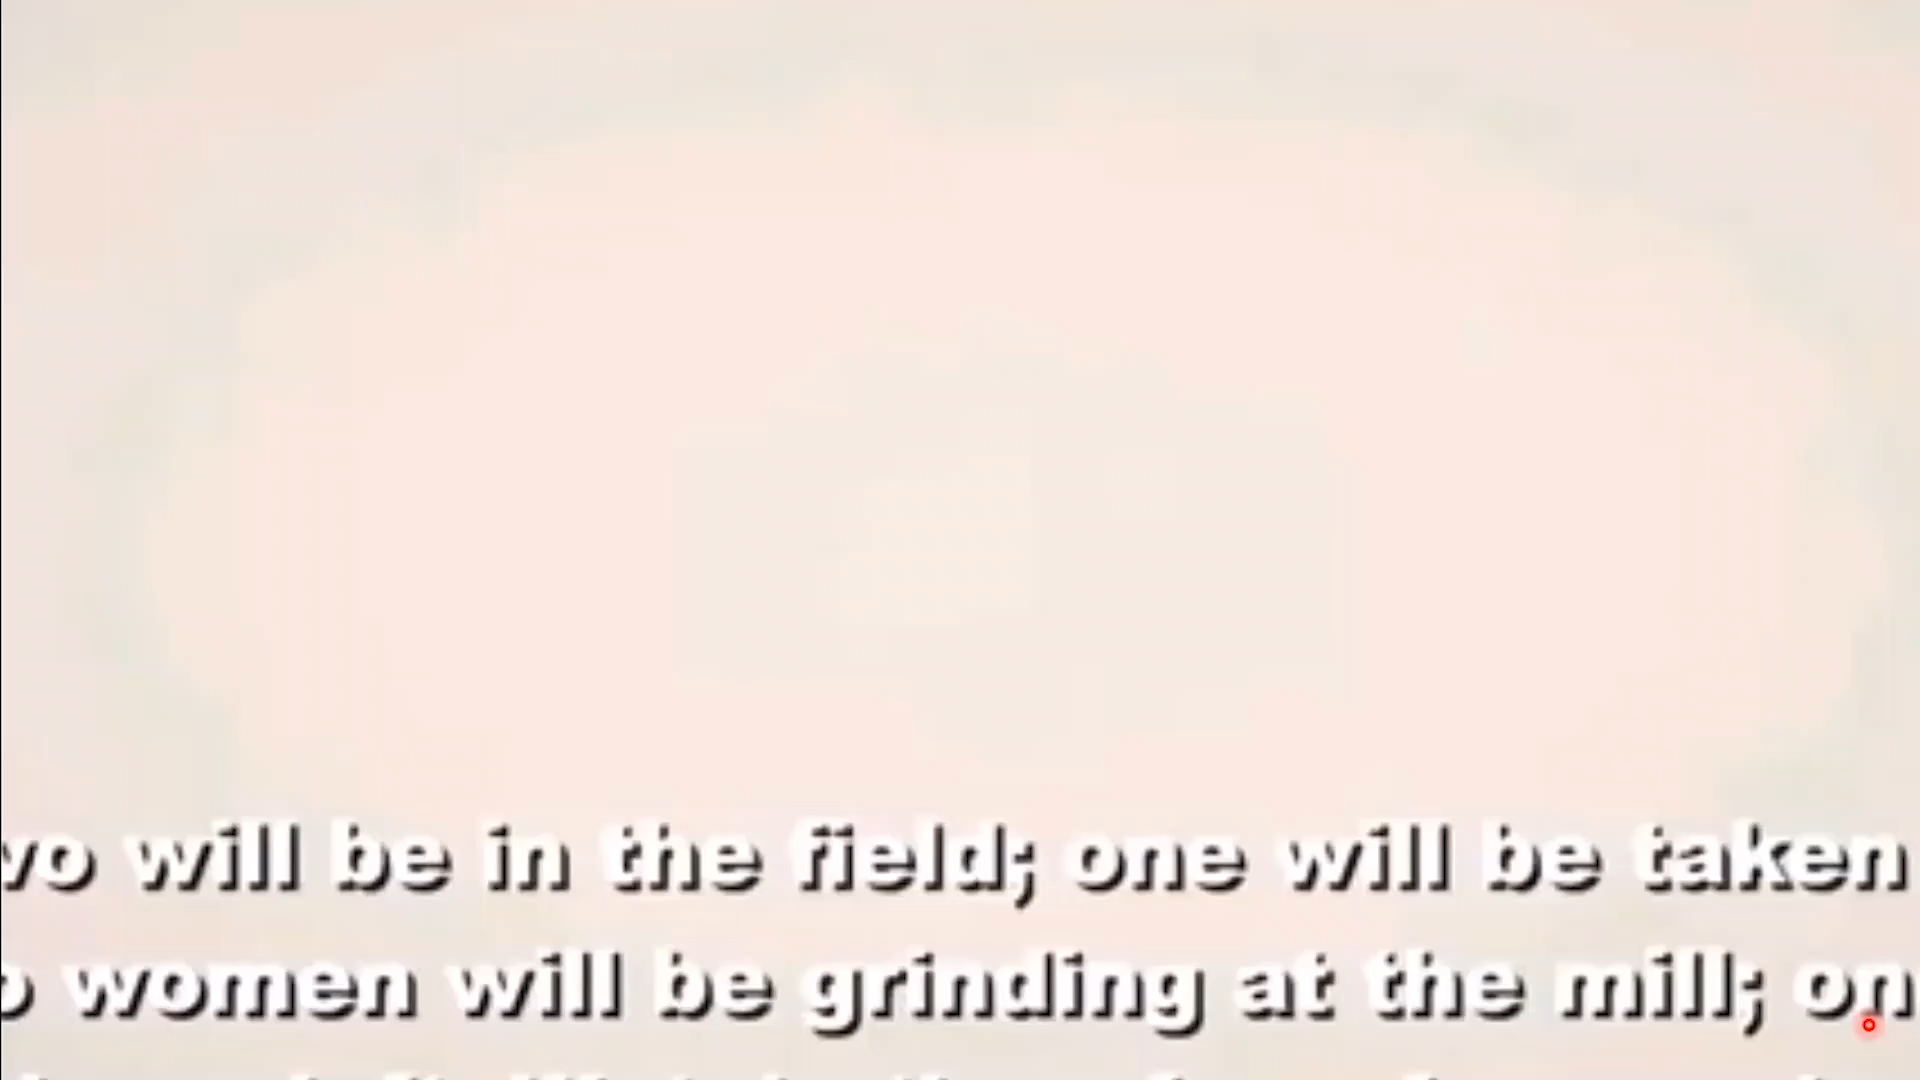 vo will be in the field; one will be taken
o women will be grinding at the mill; on